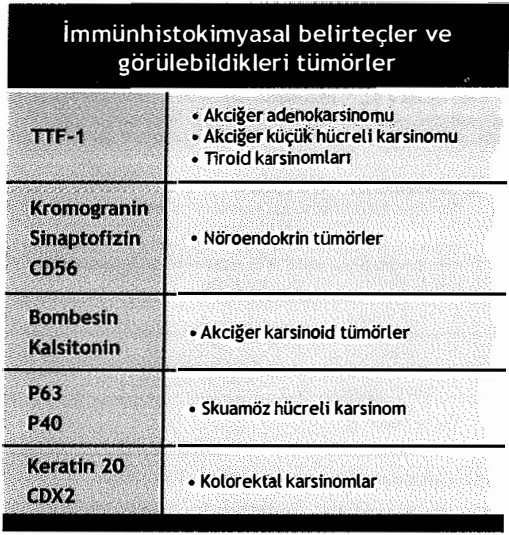 İmmünhistokimyasal belirteçler ve
görülebildikleri tümörler
TTF-1
• Akciğer adenokarsinomu
• Akciğer küçük hücreli karsinomu
• Tiroid karsinomları
Kromogranin
Sinaptofizin
CD56
• Nöroendokrin tümörler
Bombesin
Kalsitonin
• Akciğer karsinoid tümörler
P63
P40
• Skuamöz hücreli karsinom
Keratin 20
CDX2
• Kolorektal karsinomlar